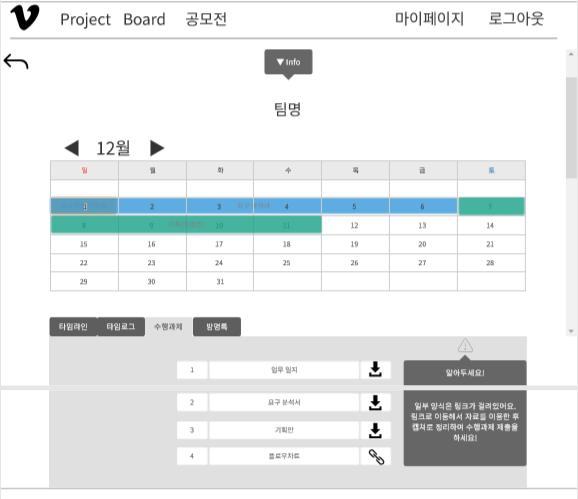 Project Board 공모전 마이페이지 로그아웃
▼ Info
팀명
◀ 12월 ▶
일 월 화 수 목 금 토
1 2 3 4 5 6 7
8 9 10 11 12 13 14
15 16 17 18 19 20 21
22 23 24 25 26 27 28
29 30 31
타임라인 타임로그 수행과제 방명록
알아두세요!
1 업무 일지
2 요구 분석서
3 기획안
4 플로우차트
일부 양식은 링크가 걸려있어요.
링크로 이동해서 자료를 이용한 후
캡쳐로 정리하여 수행과제 제출을
하세요!